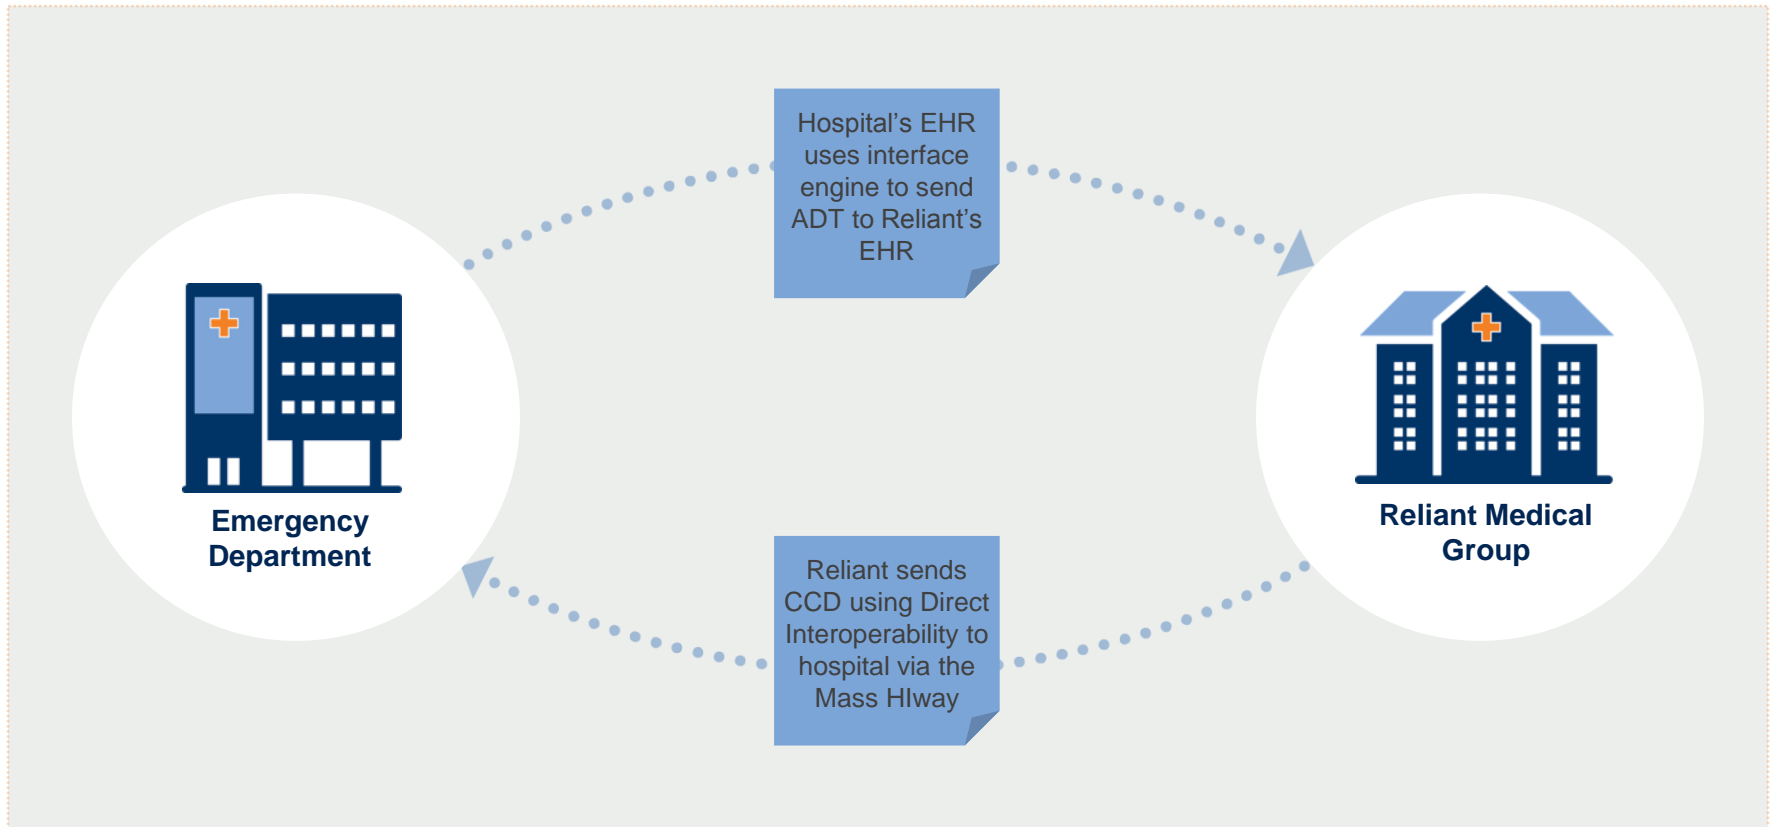 Hospital’s EHR
uses interface
engine to send
ADT to Reliant’s
EHR
Emergency
Department
Reliant Medical
Group
Reliant sends
CCD using Direct
Interoperability to
hospital via the
Mass HIway